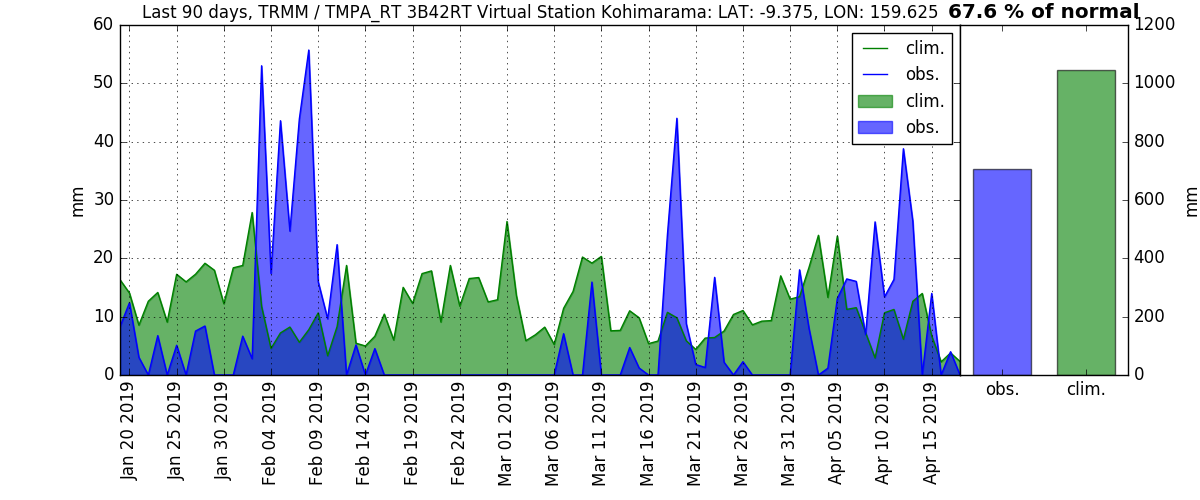 Last 90 days, TRMM / TMPA_RT 3B42RT Virtual Station Kohimarama: LAT: -9.375, LON: 159.625 67.6 % of normal
60
50
40
30
20
10
0
mm
clim.
obs.
clim.
obs.
Jan 20 2019
Jan 25 2019
Jan 30 2019
Feb 04 2019
Feb 09 2019
Feb 14 2019
Feb 19 2019
Feb 24 2019
Mar 01 2019
Mar 06 2019
Mar 11 2019
Mar 16 2019
Mar 21 2019
Mar 26 2019
Mar 31 2019
Apr 05 2019
Apr 10 2019
Apr 15 2019
1200
1000
800
600
400
200
0
mm
obs. clim.